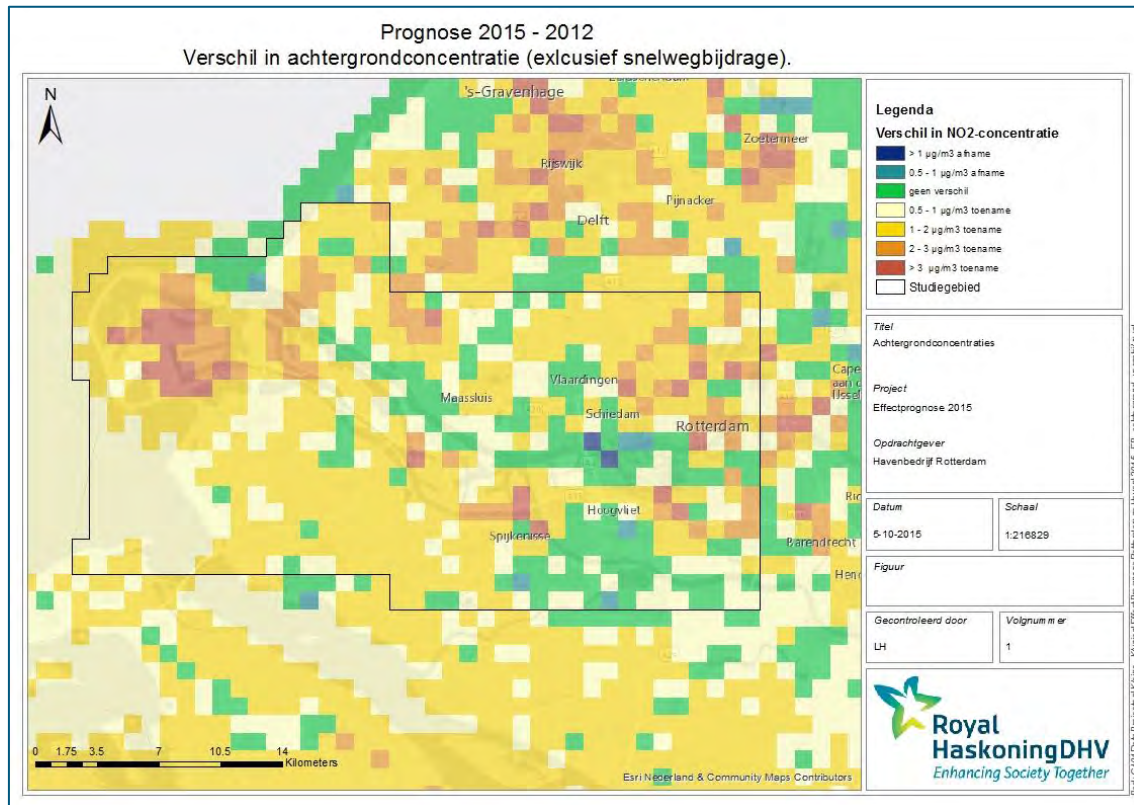 Prognose 2015 - 2012
Verschil in achtergrondconcentratie (exlcusief snelwegbijdrage).
N
's-Gravenhage
Zoetermeer
Rijswijk
Pijnacker
Delft
Vlaardingen
Maassluis
Schiedam
Rotterdam
Hoogvliet
Spijkenisse
Barendrecht
Cape
aan d
IJssel
0 1.75 3.5 7 10.5 14
Kilometers
Esri Nederland & Community Maps Contributors
Legenda
Verschil in NO2-concentratie
> 1 µg/m3 afname
0.5 - 1 µg/m3 afname
geen verschil
0.5 - 1 µg/m3 toename
1 - 2 µg/m3 toename
2 - 3 µg/m3 toename
> 3 µg/m3 toename
Studiegebied
Titel
Achtergrondconcentraties
Project
Effectprognose 2015
Opdrachtgever
Havenbedrijf Rotterdam
Datum
5-10-2015
Schaal
1:216829
Figuur
Gecontroleerd door
LH
Volgnummer
1
Royal
HaskoningDHV
Enhancing Society Together